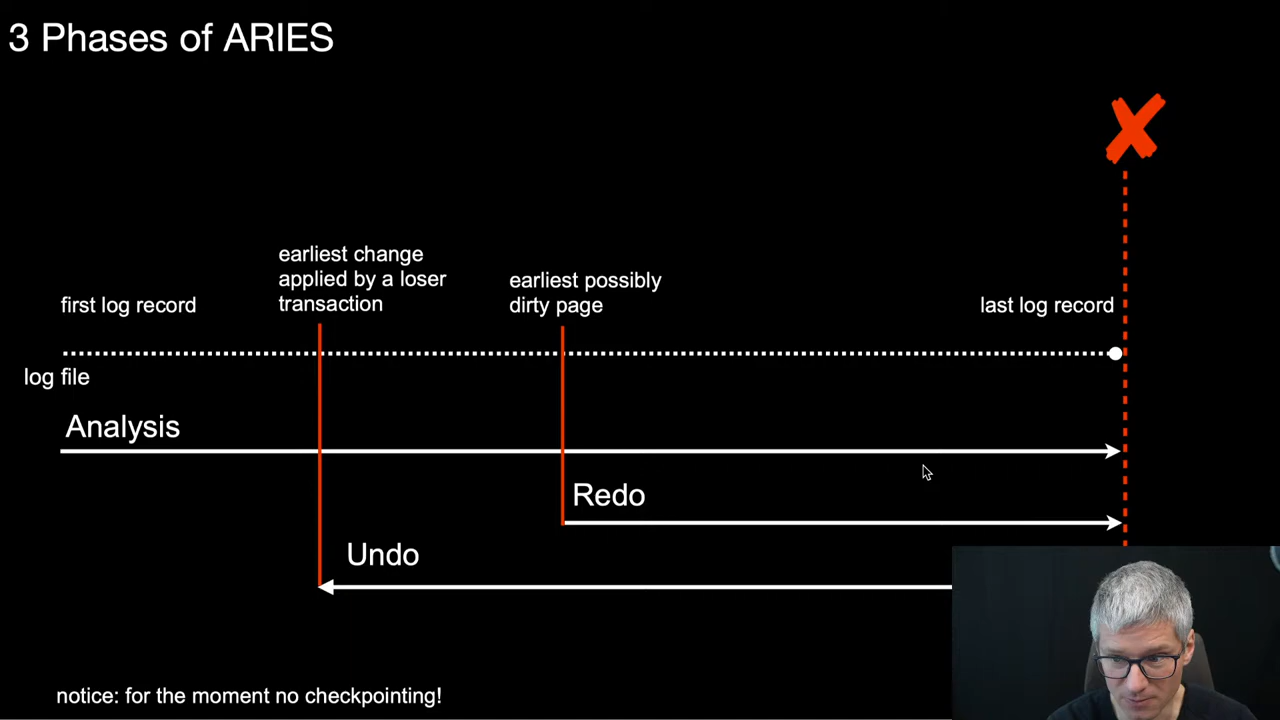 3 Phases of ARIES
earliest change
applied by a loser
transaction
earliest possibly
dirty page
first log record
last log record
log file
Analysis
Redo
Undo
notice: for the moment no checkpointing!